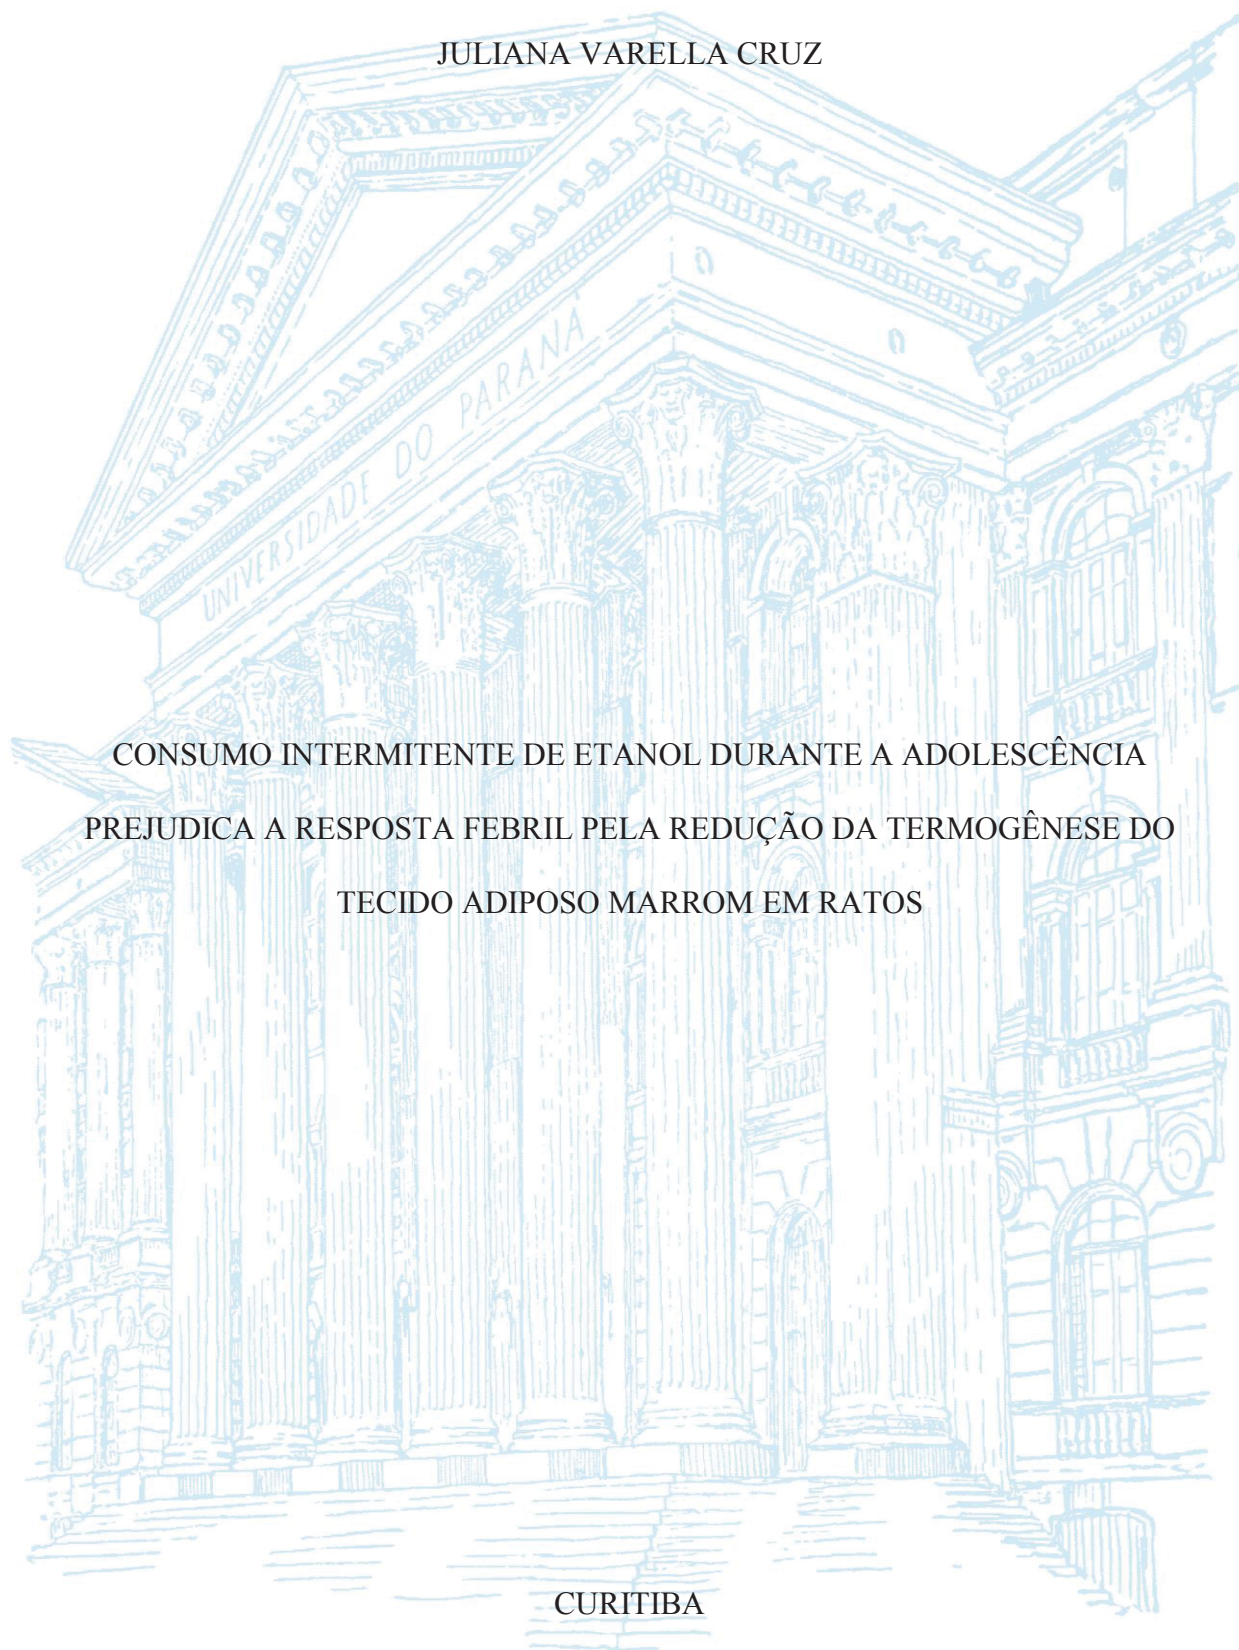 JULIANA VARELLA CRUZ
UNIVERSIDADE DO PARANÁ
CONSUMO INTERMITENTE DE ETANOL DURANTE A ADOLESCÊNCIA
PREJUDICA A RESPOSTA FEBRIL PELA REDUÇÃO DA TERMOGÊNESE DO
TECIDO ADIPOSO MARROM EM RATOS
CURITIBA